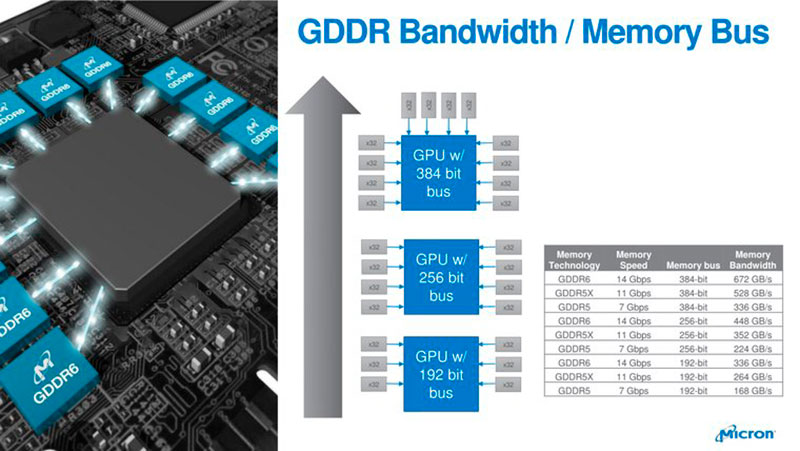 GDDR Bandwidth / Memory Bus
GDDR6
GDDR6
GDDR6
GDDR6
GDDR6
GDDR6
GDDR6
GDDR6
x32 x32 x32 x32
x32 x32
x32 x32
x32 x32
x32 x32
GPU w/
384 bit
bus
x32 x32
x32 x32
x32 x32
x32 x32
GPU w/
256 bit
bus
x32 x32
x32 x32
x32 x32
GPU w/
192 bit
bus
Memory Technology Memory Speed Memory bus Memory Bandwidth
GDDR6 14 Gbps 384-bit 672 GB/s
GDDR5X 11 Gbps 384-bit 528 GB/s
GDDR5 7 Gbps 384-bit 336 GB/s
GDDR6 14 Gbps 256-bit 448 GB/s
GDDR5X 11 Gbps 256-bit 352 GB/s
GDDR5 7 Gbps 256-bit 224 GB/s
GDDR6 14 Gbps 192-bit 336 GB/s
GDDR5X 11 Gbps 192-bit 264 GB/s
GDDR5 7 Gbps 192-bit 168 GB/s
Micron